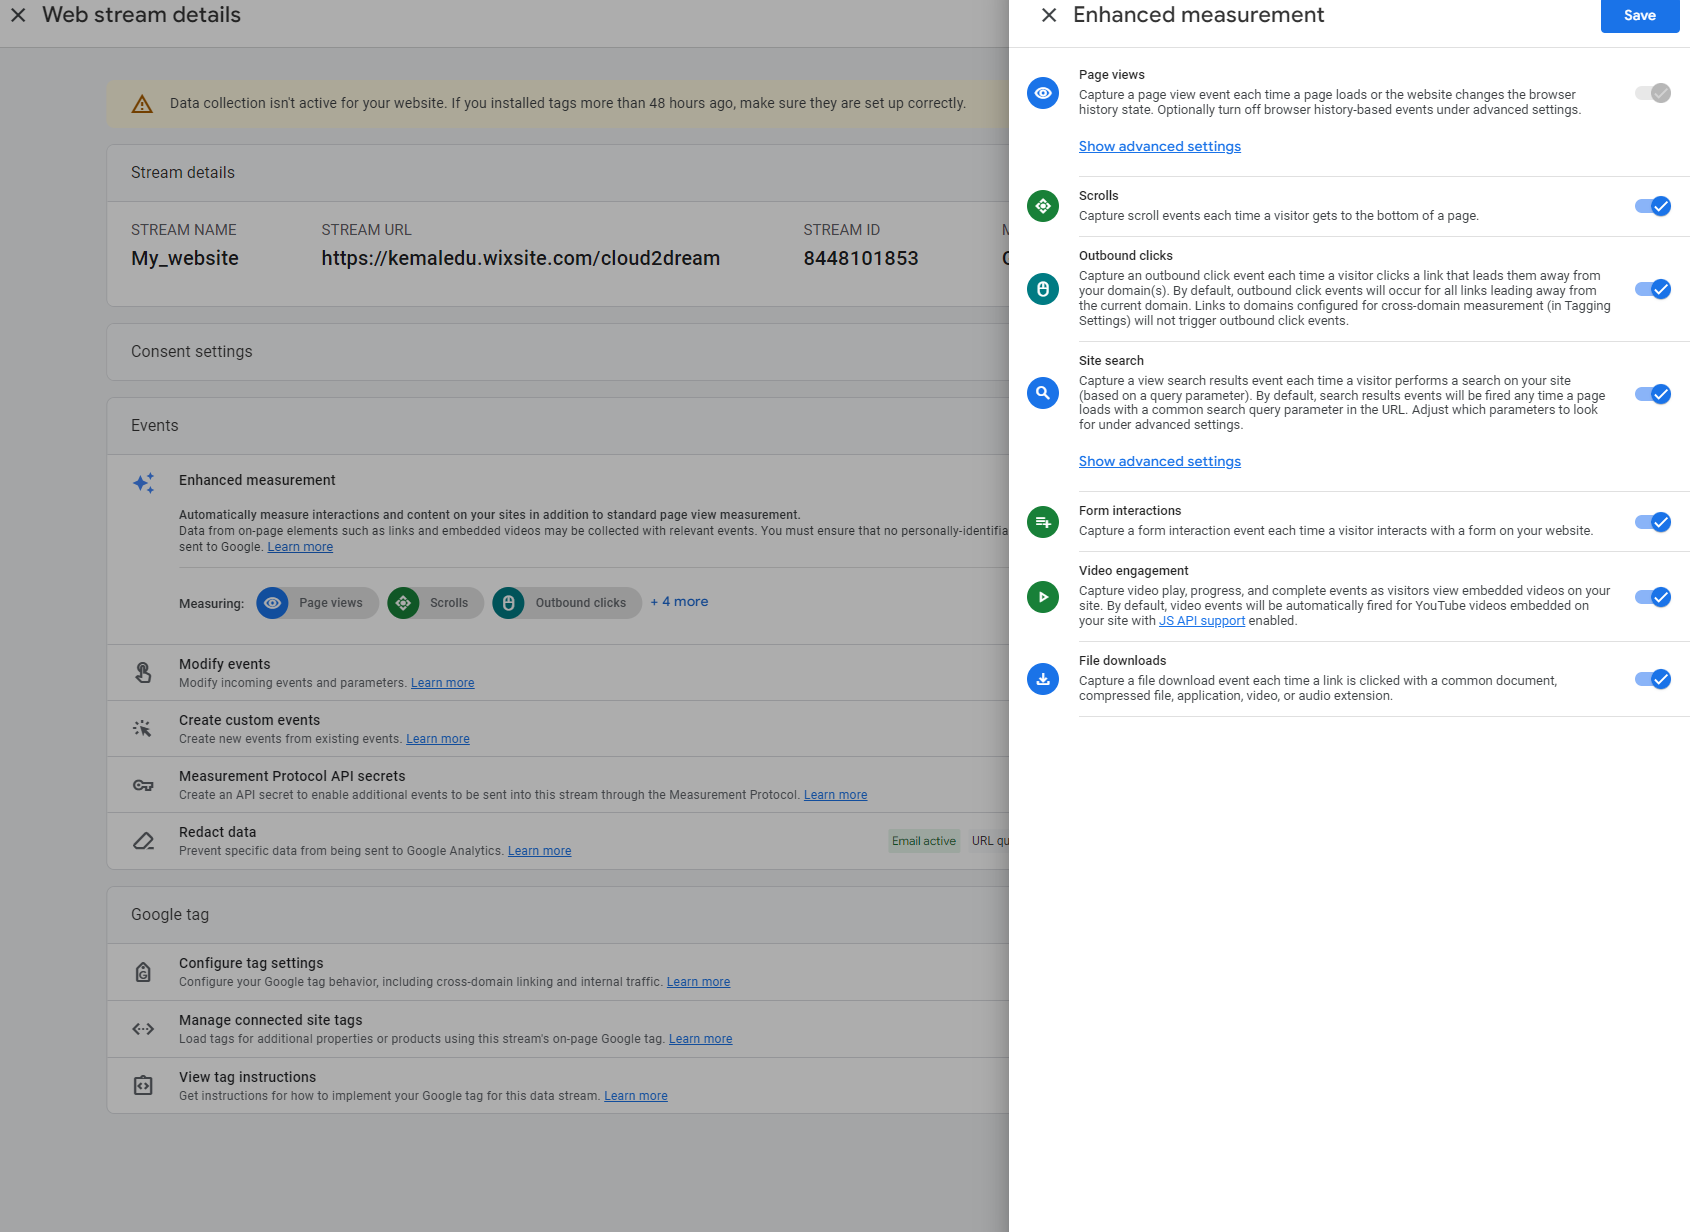 Web stream details
Data collection isn't active for your website. If you installed tags more than 48 hours ago, make sure they are set up correctly.
Stream details
STREAM NAME
My_website
STREAM URL
https://kemaledu.wixsite.com/cloud2dream
STREAM ID
8448101853
Consent settings
Events
Enhanced measurement
Automatically measure interactions and content on your sites in addition to standard page view measurement.
Data from on-page elements such as links and embedded videos may be collected with relevant events. You must ensure that no personally-identifia
sent to Google. Learn more
Measuring: Page views Scrolls Outbound clicks + 4 more
Modify events
Modify incoming events and parameters. Learn more
Create custom events
Create new events from existing events. Learn more
Measurement Protocol API secrets
Create an API secret to enable additional events to be sent into this stream through the Measurement Protocol. Learn more
Redact data
Prevent specific data from being sent to Google Analytics. Learn more
Email active URL qu
Google tag
Configure tag settings
Configure your Google tag behavior, including cross-domain linking and internal traffic. Learn more
Manage connected site tags
Load tags for additional properties or products using this stream's on-page Google tag. Learn more
View tag instructions
Get instructions for how to implement your Google tag for this data stream. Learn more
Enhanced measurement
Save
Page views
Capture a page view event each time a page loads or the website changes the browser
history state. Optionally turn off browser history-based events under advanced settings.
Show advanced settings
Scrolls
Capture scroll events each time a visitor gets to the bottom of a page.
Outbound clicks
Capture an outbound click event each time a visitor clicks a link that leads them away from
your domain(s). By default, outbound click events will occur for all links leading away from
the current domain. Links to domains configured for cross-domain measurement (in Tagging
Settings) will not trigger outbound click events.
Site search
Capture a view search results event each time a visitor performs a search on your site
(based on a query parameter). By default, search results events will be fired any time a page
loads with a common search query parameter in the URL. Adjust which parameters to look
for under advanced settings.
Show advanced settings
Form interactions
Capture a form interaction event each time a visitor interacts with a form on your website.
Video engagement
Capture video play, progress, and complete events as visitors view embedded videos on your
site. By default, video events will be automatically fired for YouTube videos embedded on
your site with JS API support enabled.
File downloads
Capture a file download event each time a link is clicked with a common document,
compressed file, application, video, or audio extension.